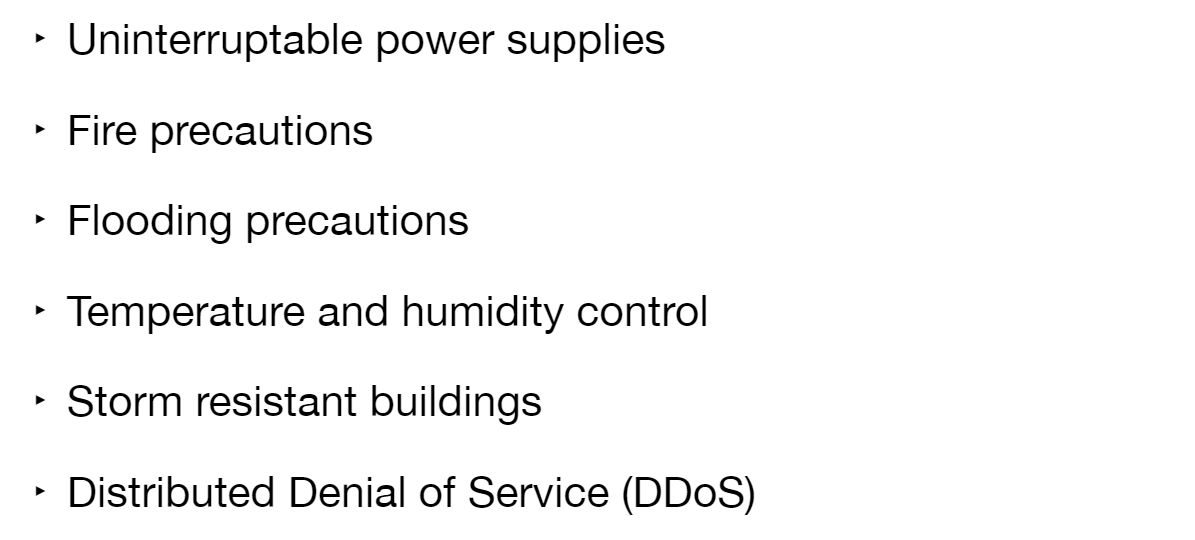 ‣ Uninterruptable power supplies
‣ Fire precautions
‣ Flooding precautions
‣ Temperature and humidity control
‣ Storm resistant buildings
‣ Distributed Denial of Service (DDoS)